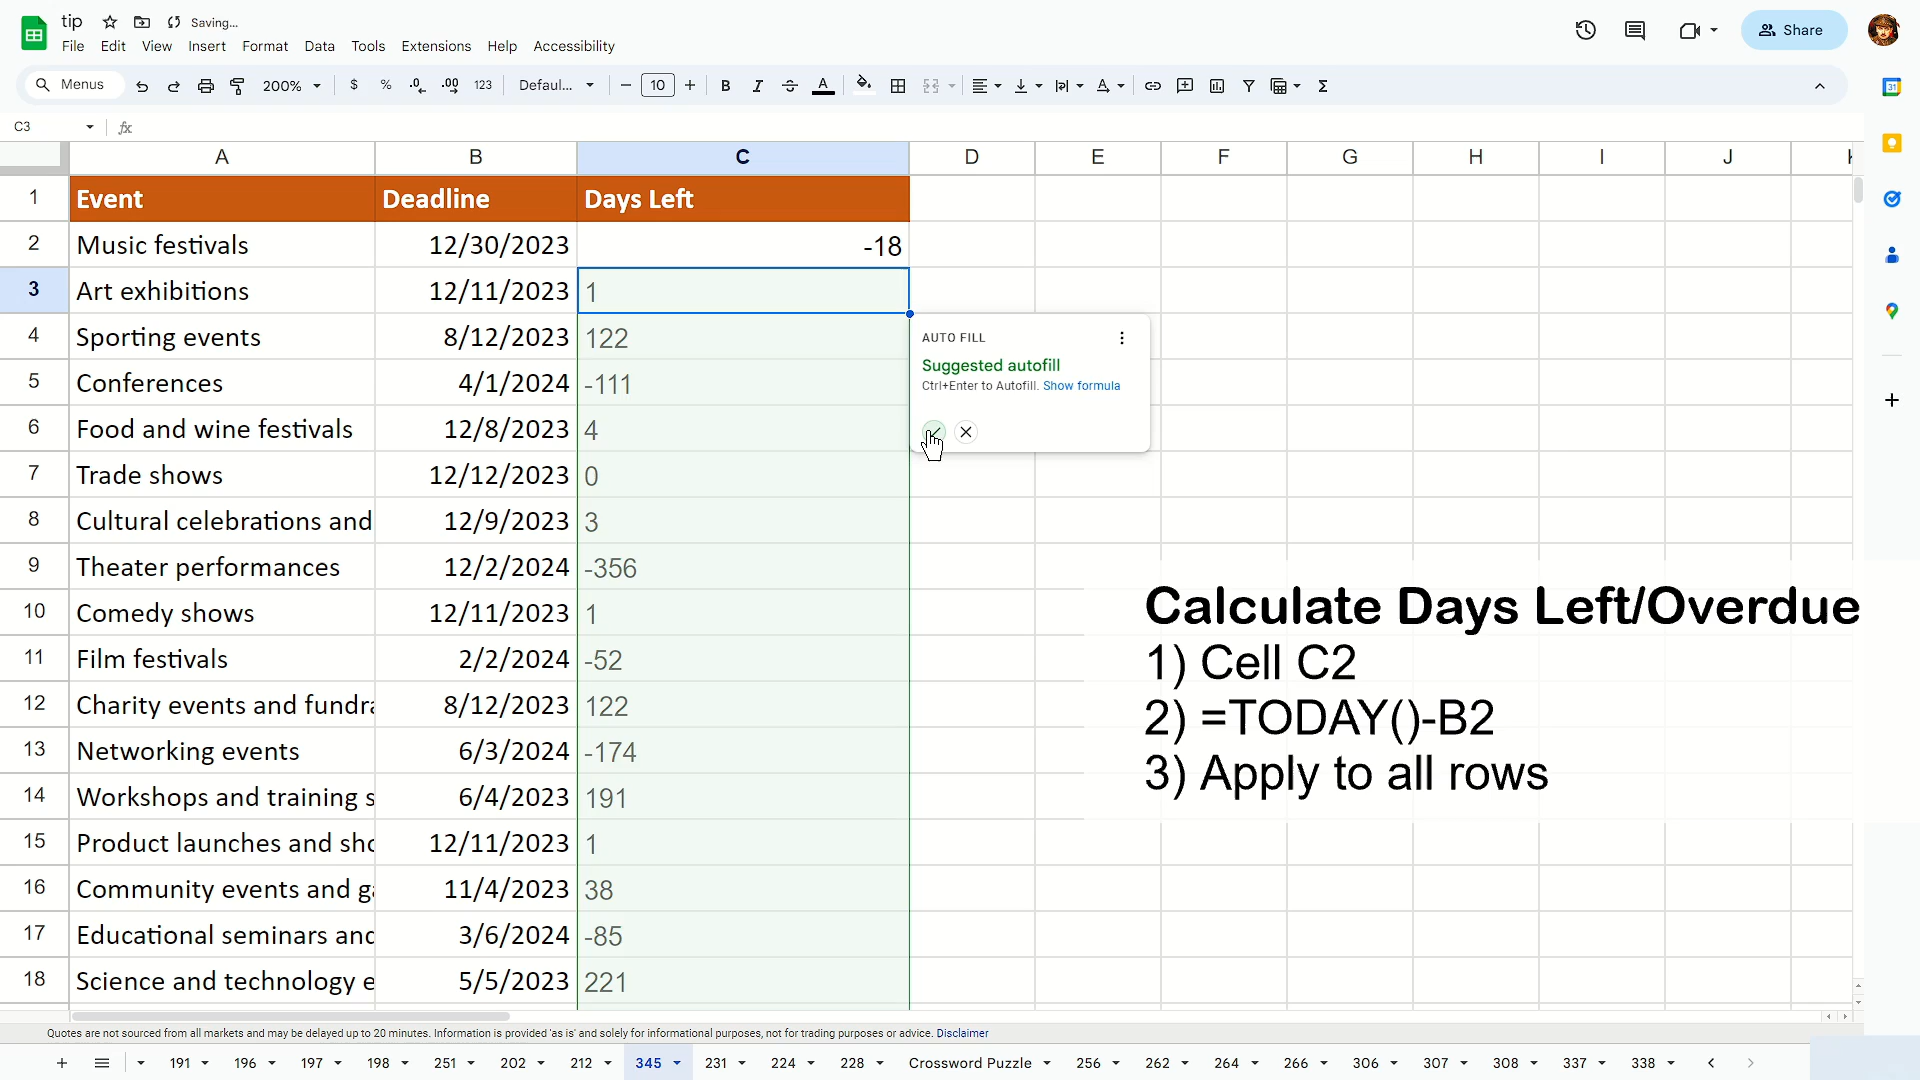 tip Saving...
File Edit View Insert Format Data Tools Extensions Help Accessibility
Share
Menus 200% $ % .0 .00 123 Defaul... 10 B I A Σ
C3 fx
A B C D E F G H I J
1 Event Deadline Days Left
2 Music festivals 12/30/2023 -18
3 Art exhibitions 12/11/2023 1
4 Sporting events 8/12/2023 122
5 Conferences 4/1/2024 -111
6 Food and wine festivals 12/8/2023 4
7 Trade shows 12/12/2023 0
8 Cultural celebrations and 12/9/2023 3
9 Theater performances 12/2/2024 -356
10 Comedy shows 12/11/2023 1
11 Film festivals 2/2/2024 -52
12 Charity events and fundra 8/12/2023 122
13 Networking events 6/3/2024 -174
14 Workshops and training s 6/4/2023 191
15 Product launches and sho 12/11/2023 1
16 Community events and ga 11/4/2023 38
17 Educational seminars and 3/6/2024 -85
18 Science and technology e 5/5/2023 221
AUTO FILL
Suggested autofill
Ctrl+Enter to Autofill. Show formula
Calculate Days Left/Overdue
1) Cell C2
2) =TODAY()-B2
3) Apply to all rows
31
Quotes are not sourced from all markets and may be delayed up to 20 minutes. Information is provided 'as is' and solely for informational purposes, not for trading purposes or advice. Disclaimer
191 196 197 198 251 202 212 345 231 224 228 Crossword Puzzle 256 262 264 266 306 307 308 337 338